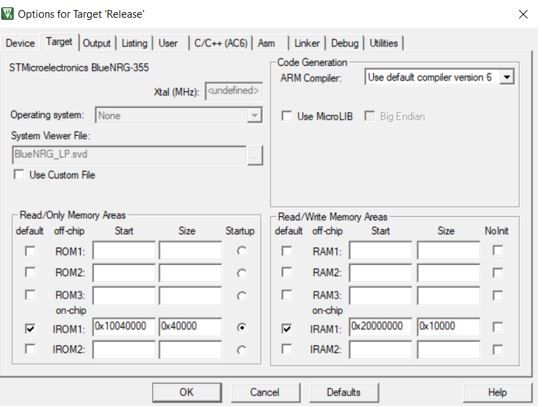 Options for Target 'Release'
Device Target Output Listing User C/C++ (AC6) Asm Linker Debug Utilities
STMicroelectronics BlueNRG-355
Xtal (MHz): <undefined>
Operating system: None
System Viewer File:
BlueNRG_LP.svd ...
Use Custom File
Code Generation
ARM Compiler: Use default compiler version 6
Use MicroLIB Big Endian
Read/Only Memory Areas
default off-chip Start Size Startup
ROM1:
ROM2:
ROM3:
on-chip
IROM1: 0x10040000 0x40000
IROM2:
Read/Write Memory Areas
default off-chip Start Size NoInit
RAM1:
RAM2:
RAM3:
on-chip
IRAM1: 0x20000000 0x10000
IRAM2:
OK Cancel Defaults Help